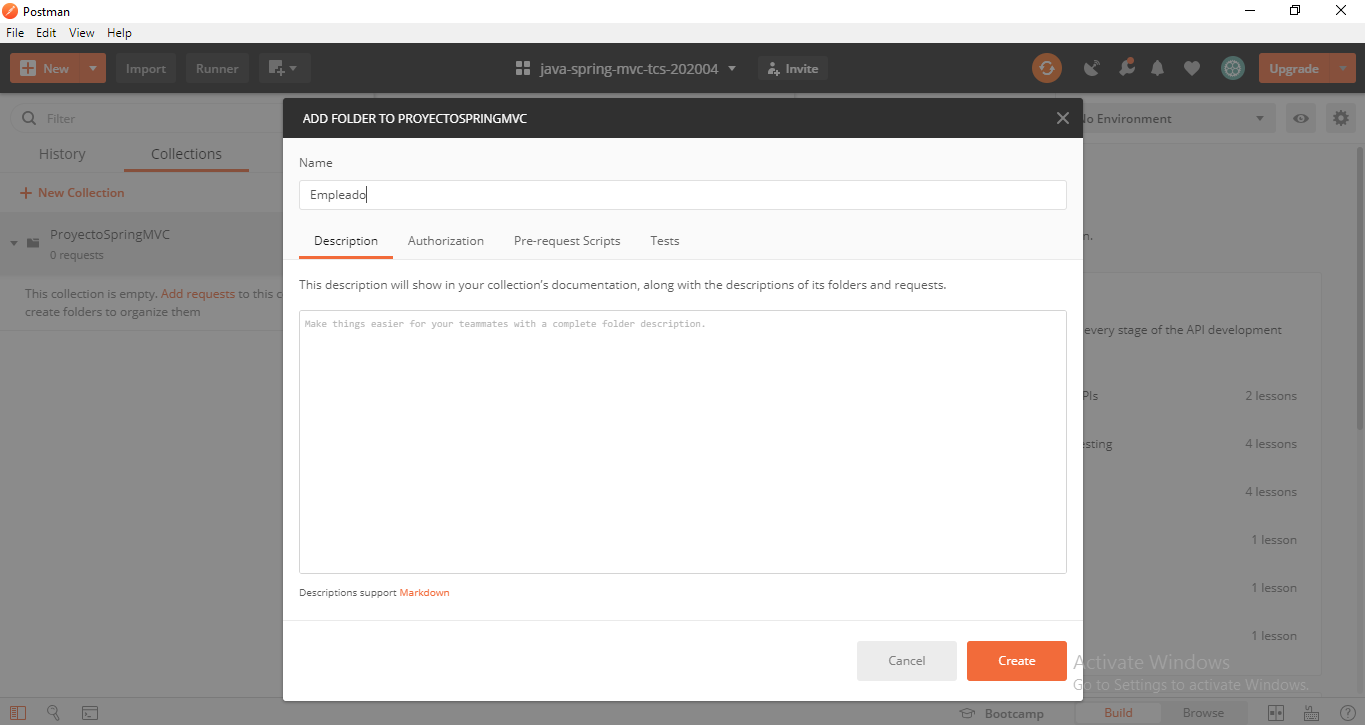 Postman
File Edit View Help
New Import Runner java-spring-mvc-tcs-202004 Invite Upgrade
Filter
History Collections
New Collection
ProyectoSpringMVC
0 requests
This collection is empty. Add requests to this c
create folders to organize them
ADD FOLDER TO PROYECTOSPRINGMVC
Name
Empleado
Description Authorization Pre-request Scripts Tests
This description will show in your collection's documentation, along with the descriptions of its folders and requests.
Make things easier for your teammates with a complete folder description.
Descriptions support Markdown
Cancel Create
o Environment
n.
every stage of the API development
PIs 2 lessons
esting 4 lessons
4 lessons
1 lesson
1 lesson
1 lesson
Activate Windows
Go to Settings to activate Windows.
Bootcamp Build Browse